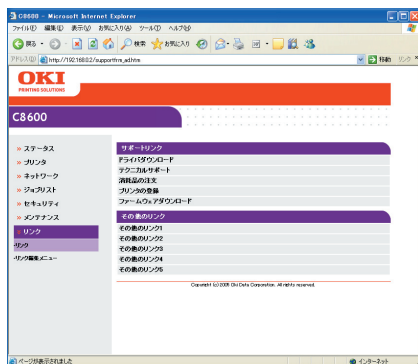 C8600 - Microsoft Internet Explorer
ファイル(F) 編集(E) 表示(V) お気に入り(A) ツール(T) ヘルプ(H)
戻る 検索 お気に入り
アドレス(D) http://192.168.0.2/supportfrm_ad.htm 移動 リンク
OKI
PRINTING SOLUTIONS
C8600
» ステータス
» プリンタ
» ネットワーク
» ジョブリスト
» セキュリティ
» メンテナンス
» リンク
-リンク
-リンク編集メニュー
サポートリンク
ドライバダウンロード
テクニカルサポート
消耗品の注文
プリンタの登録
ファームウェアダウンロード
その他のリンク
その他のリンク1
その他のリンク2
その他のリンク3
その他のリンク4
その他のリンク5
Copyright (c) 2005 Oki Data Corporation. All rights reserved.
ページが表示されました インターネット